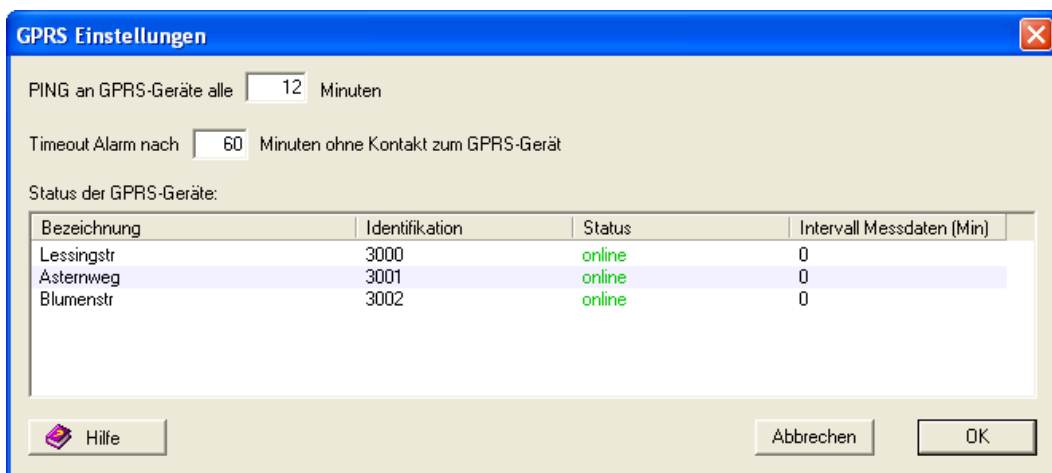 GPRS Einstellungen
PING an GPRS-Geräte alle 12 Minuten
Timeout Alarm nach 60 Minuten ohne Kontakt zum GPRS-Gerät
Status der GPRS-Geräte:
Bezeichnung Identifikation Status Intervall Messdaten (Min)
Lessingstr 3000 online 0
Asternweg 3001 online 0
Blumenstr 3002 online 0
Hilfe Abbrechen OK